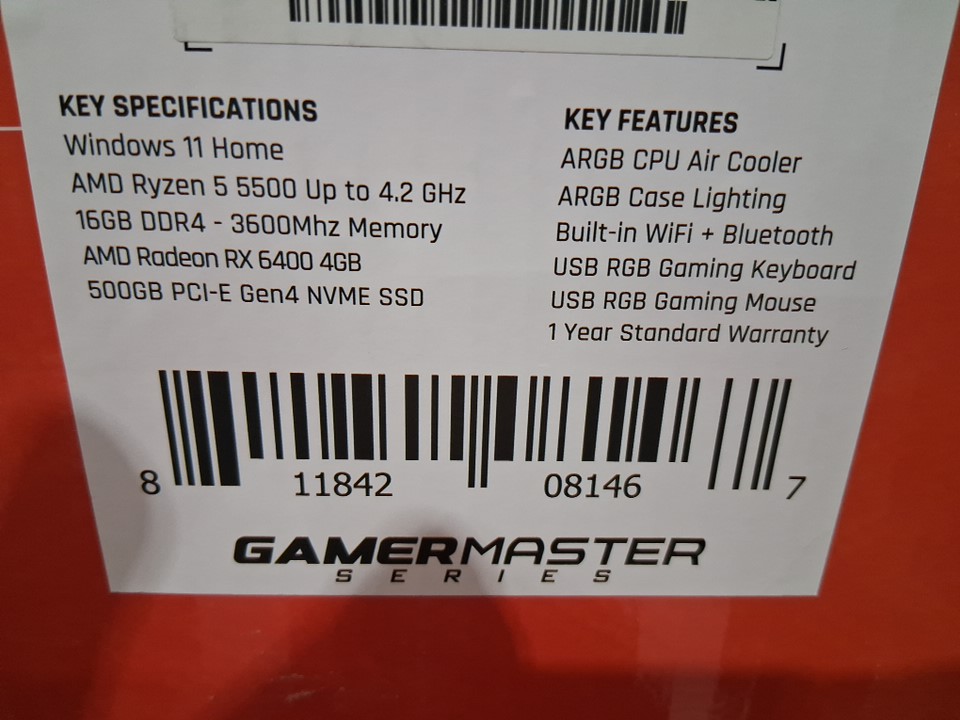 KEY SPECIFICATIONS
Windows 11 Home
AMD Ryzen 5 5500 Up to 4.2 GHz
16GB DDR4 - 3600Mhz Memory
AMD Radeon RX 6400 4GB
500GB PCI-E Gen4 NVME SSD
KEY FEATURES
ARGB CPU Air Cooler
ARGB Case Lighting
Built-in WiFi + Bluetooth
USB RGB Gaming Keyboard
USB RGB Gaming Mouse
1 Year Standard Warranty
8 11842 08146 7
GAMERMASTER
SERIES